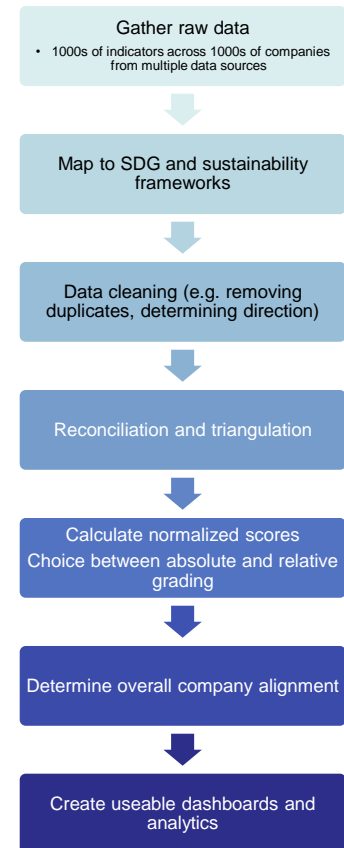 Gather raw data
• 1000s of indicators across 1000s of companies
from multiple data sources
Map to SDG and sustainability
frameworks
Data cleaning (e.g. removing
duplicates, determining direction)
Reconciliation and triangulation
Calculate normalized scores
Choice between absolute and relative
grading
Determine overall company alignment
Create useable dashboards and
analytics